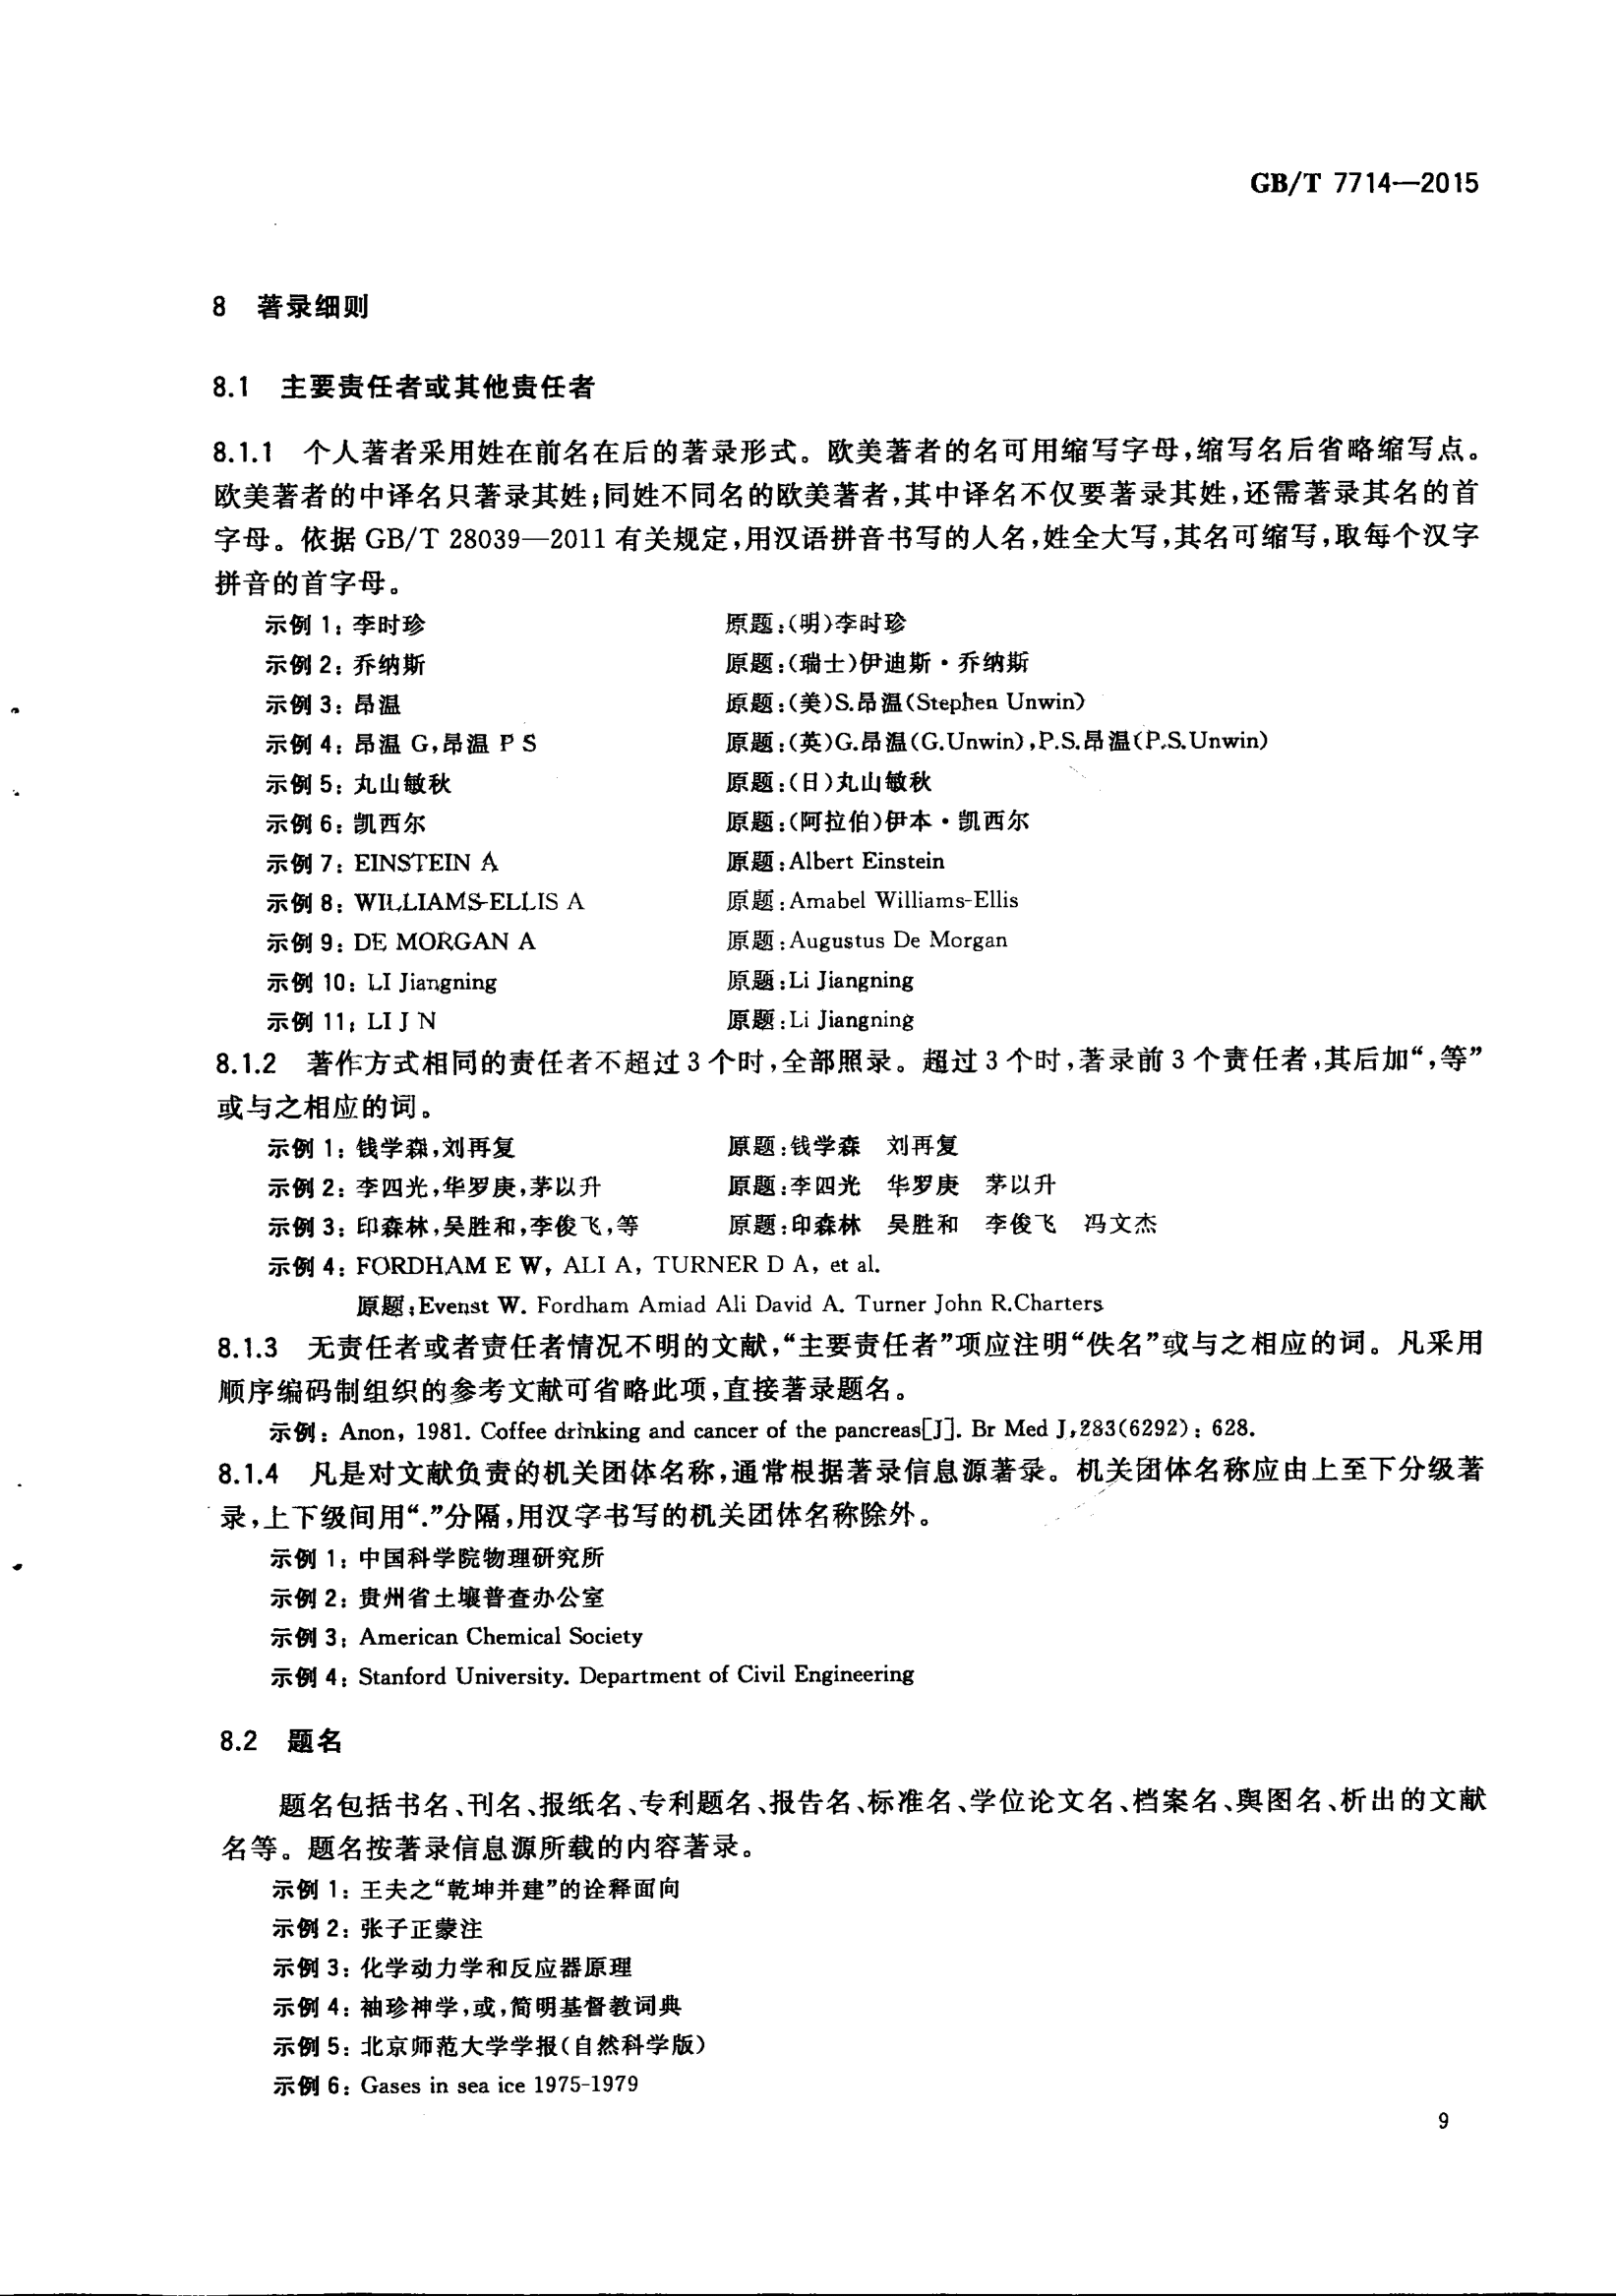 GB/T 7714—2015
8 著录细则
8.1 主要责任者或其他责任者
8.1.1 个人著者采用姓在前名在后的著录形式。欧美著者的名可用缩写字母,缩写名后省略缩写点。
欧美著者的中译名只著录其姓;同姓不同名的欧美著者,其中译名不仅要著录其姓,还需著录其名的首
字母。依据 GB/T 28039—2011 有关规定,用汉语拼音书写的人名,姓全大写,其名可缩写,取每个汉字
拼音的首字母。
示例 1: 李时珍 原题:(明)李时珍
示例 2: 乔纳斯 原题:(瑞士)伊迪斯·乔纳斯
示例 3: 昂温 原题:(美)S.昂温(Stephen Unwin)
示例 4: 昂温 G,昂温 P S 原题:(英)G.昂温(G.Unwin),P.S.昂温(P.S.Unwin)
示例 5: 丸山敏秋 原题:(日)丸山敏秋
示例 6: 凯西尔 原题:(阿拉伯)伊本·凯西尔
示例 7: EINSTEIN A 原题:Albert Einstein
示例 8: WILLIAMS-ELLIS A 原题:Amabel Williams-Ellis
示例 9: DE MORGAN A 原题:Augustus De Morgan
示例 10: LI Jiangning 原题:Li Jiangning
示例 11: LI J N 原题:Li Jiangning
8.1.2 著作方式相同的责任者不超过 3 个时,全部照录。超过 3 个时,著录前 3 个责任者,其后加“,等”
或与之相应的词。
示例 1: 钱学森,刘再复 原题:钱学森 刘再复
示例 2: 李四光,华罗庚,茅以升 原题:李四光 华罗庚 茅以升
示例 3: 印森林,吴胜和,李俊飞,等 原题:印森林 吴胜和 李俊飞 冯文杰
示例 4: FORDHAM E W, ALI A, TURNER D A, et al.
原题:Evenst W. Fordham Amiad Ali David A. Turner John R.Charters
8.1.3 无责任者或者责任者情况不明的文献,“主要责任者”项应注明“佚名”或与之相应的词。凡采用
顺序编码制组织的参考文献可省略此项,直接著录题名。
示例: Anon, 1981. Coffee drinking and cancer of the pancreas[J]. Br Med J,283(6292): 628.
8.1.4 凡是对文献负责的机关团体名称,通常根据著录信息源著录。机关团体名称应由上至下分级著
录,上下级间用“.”分隔,用汉字书写的机关团体名称除外。
示例 1: 中国科学院物理研究所
示例 2: 贵州省土壤普查办公室
示例 3: American Chemical Society
示例 4: Stanford University. Department of Civil Engineering
8.2 题名
题名包括书名、刊名、报纸名、专利题名、报告名、标准名、学位论文名、档案名、舆图名、析出的文献
名等。题名按著录信息源所载的内容著录。
示例 1: 王夫之“乾坤并建”的诠释面向
示例 2: 张子正蒙注
示例 3: 化学动力学和反应器原理
示例 4: 袖珍神学,或,简明基督教词典
示例 5: 北京师范大学学报(自然科学版)
示例 6: Gases in sea ice 1975-1979
9